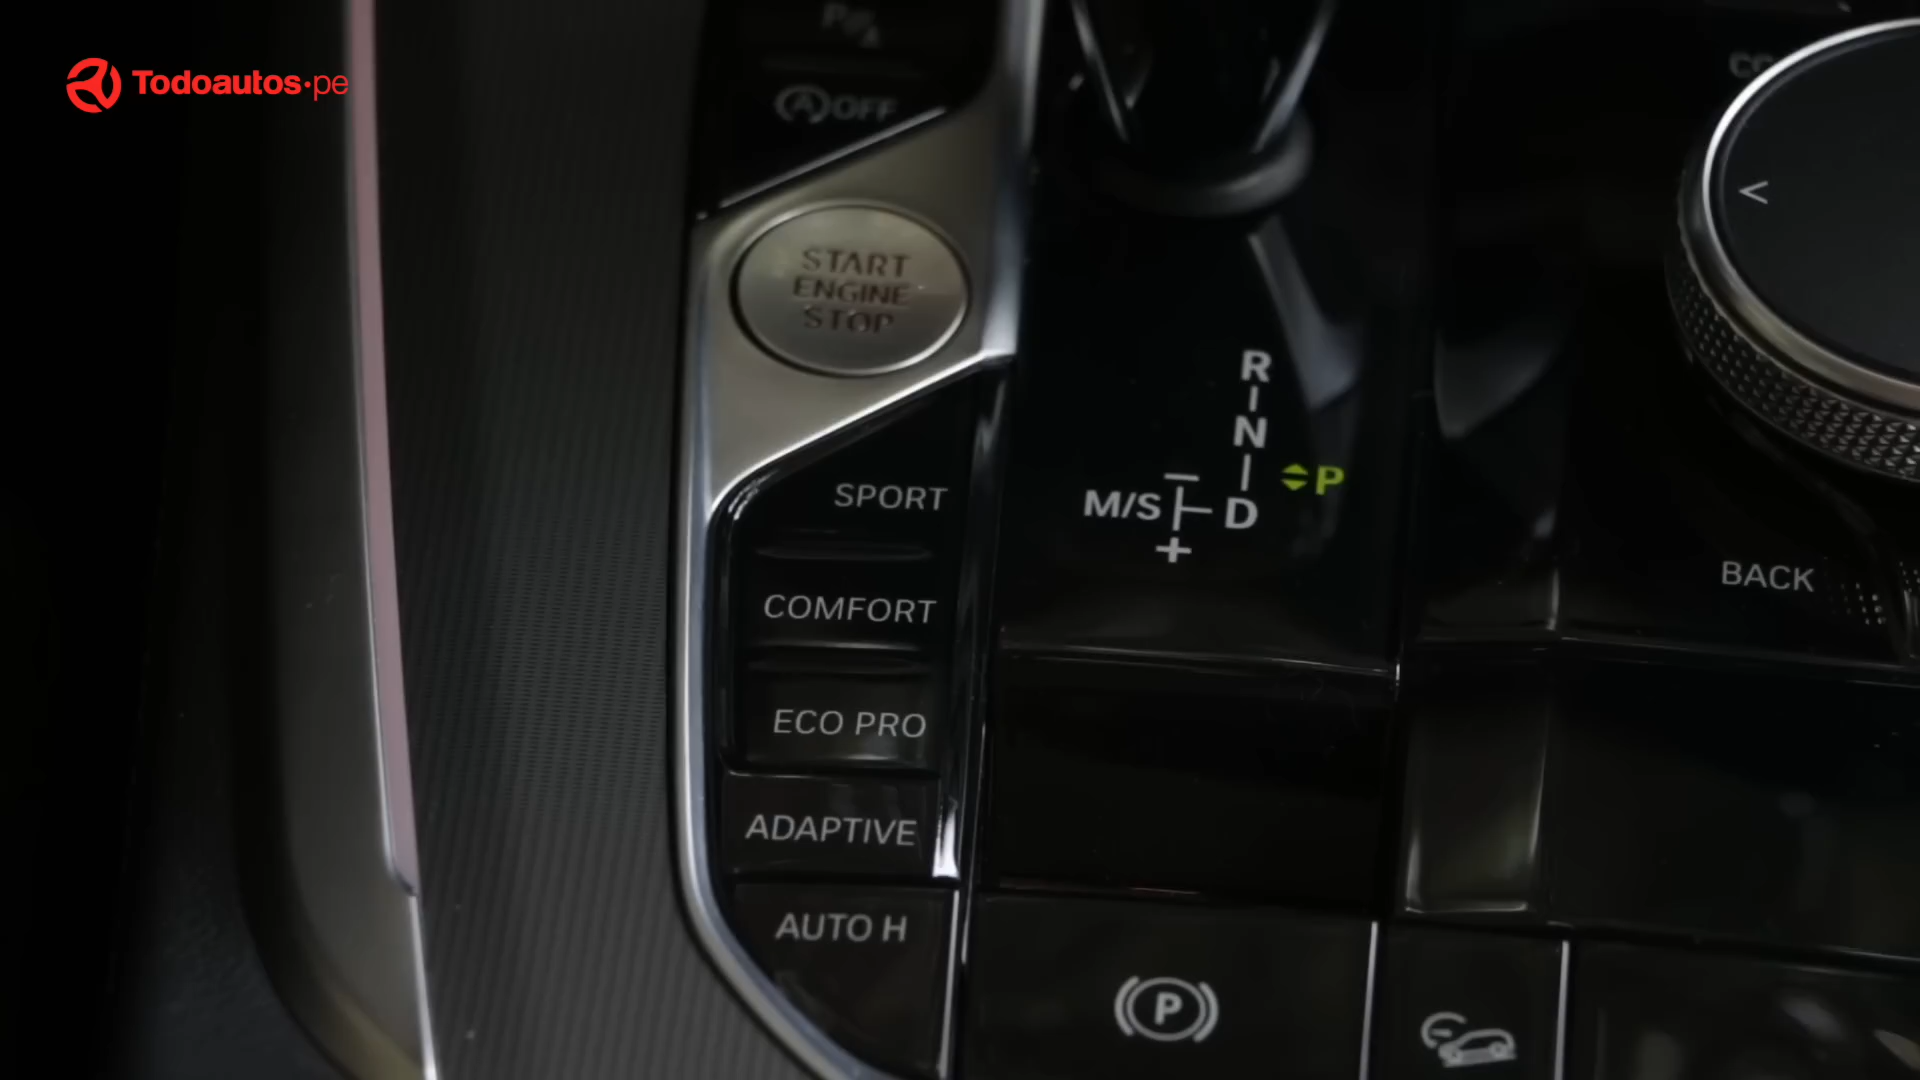 Todoautos.pe
OFF
START
ENGINE
STOP
R
N
M/S D P
SPORT
COMFORT
ECO PRO
ADAPTIVE
AUTO H
BACK
P